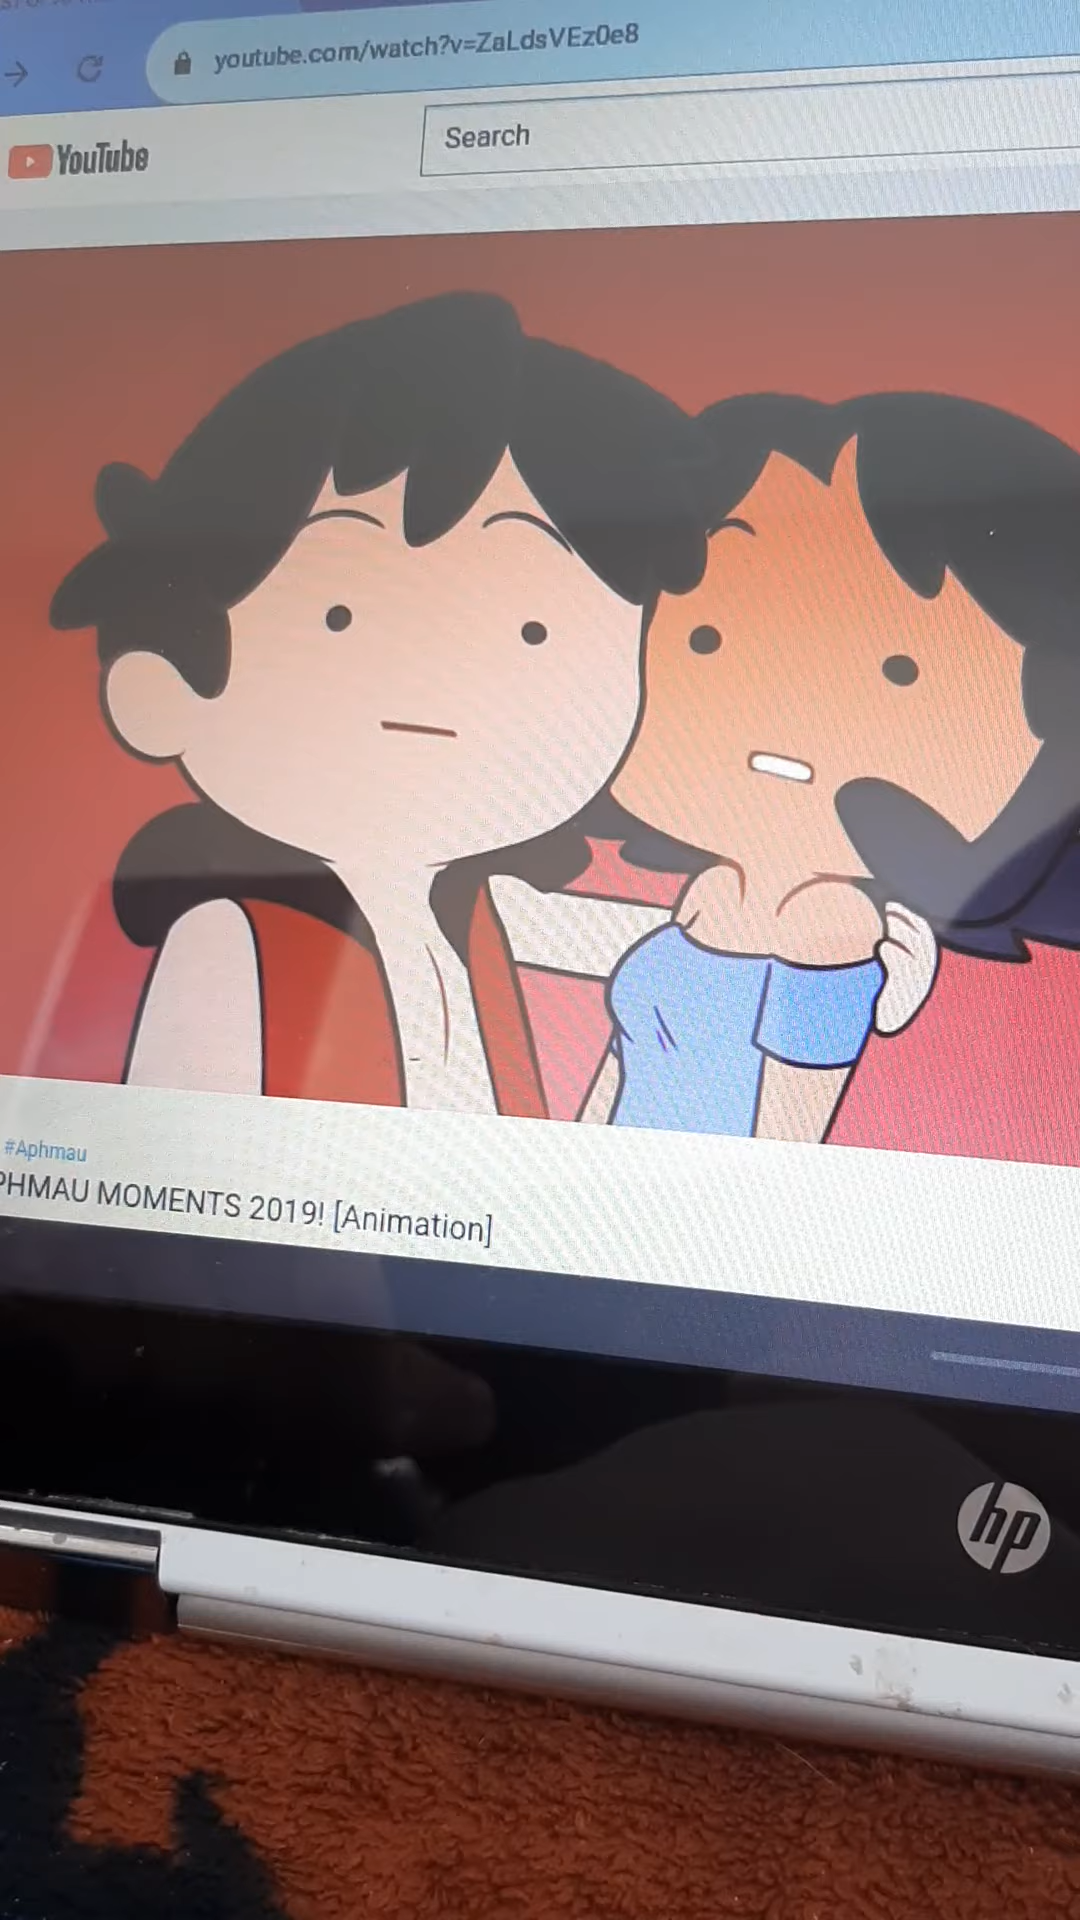 youtube.com/watch?v=ZaLdsVEz0e8
YouTube
Search
#Aphmau
PHMAU MOMENTS 2019! [Animation]
hp